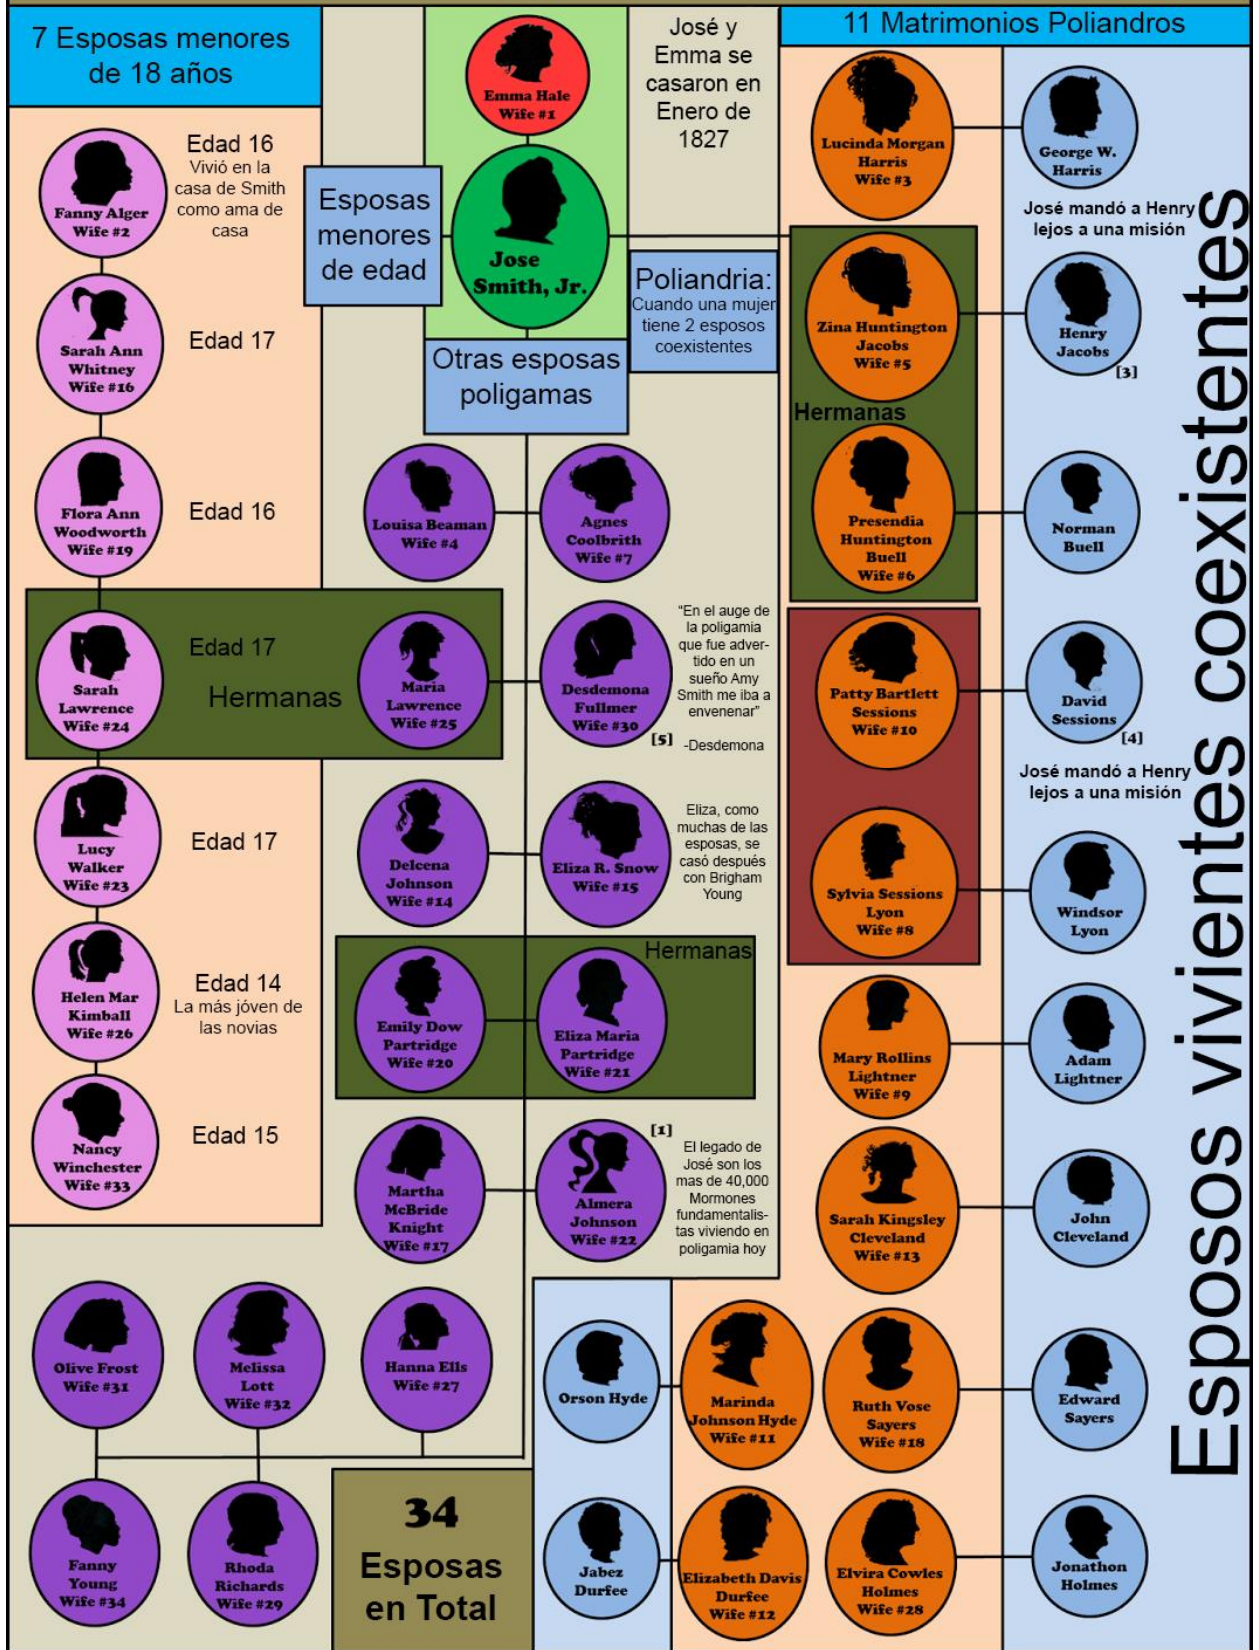 7 Esposas menores
de 18 años
Edad 16
Vivió en la
casa de Smith
como ama de
casa
Fanny Alger
Wife #2
Sarah Ann
Whitney
Wife #16
Edad 17
Flora Ann
Woodworth
Wife #19
Edad 16
Sarah
Lawrence
Wife #24
Edad 17
Hermanas
Maria
Lawrence
Wife #25
Lucy
Walker
Wife #23
Edad 17
Helen Mar
Kimball
Wife #26
Edad 14
La más jóven de
las novias
Nancy
Winchester
Wife #33
Edad 15
Emma Hale
Wife #1
José y
Emma se
casaron en
Enero de
1827
Esposas
menores
de edad
Jose
Smith, Jr.
Poliandria:
Cuando una mujer
tiene 2 esposos
coexistentes
Otras esposas
poligamas
Louisa Beaman
Wife #4
Agnes
Coolbrith
Wife #7
Desdemona
Fullmer
Wife #30
[5]
"En el auge de
la poligamia
que fue adver-
tido en un
sueño Amy
Smith me iba a
envenenar"
-Desdemona
Delcena
Johnson
Wife #14
Eliza R. Snow
Wife #15
Eliza, como
muchas de las
esposas, se
casó después
con Brigham
Young
Hermanas
Emily Dow
Partridge
Wife #20
Eliza Maria
Partridge
Wife #21
Martha
McBride
Knight
Wife #17
Almera
Johnson
Wife #22
[1]
El legado de
José son los
mas de 40,000
Mormones
fundamentalis-
tas viviendo en
poligamia hoy
Olive Frost
Wife #31
Melissa
Lott
Wife #32
Hanna Ells
Wife #27
Fanny
Young
Wife #34
Rhoda
Richards
Wife #29
34
Esposas
en Total
11 Matrimonios Poliandros
Lucinda Morgan
Harris
Wife #3
George W.
Harris
José mandó a Henry
lejos a una misión
Zina Huntington
Jacobs
Wife #5
Henry
Jacobs
[3]
Hermanas
Presendia
Huntington
Buell
Wife #6
Norman
Buell
Patty Bartlett
Sessions
Wife #10
David
Sessions
[4]
José mandó a Henry
lejos a una misión
Sylvia Sessions
Lyon
Wife #8
Windsor
Lyon
Mary Rollins
Lightner
Wife #9
Adam
Lightner
Sarah Kingsley
Cleveland
Wife #13
John
Cleveland
Orson Hyde
Marinda
Johnson Hyde
Wife #11
Ruth Vose
Sayers
Wife #18
Edward
Sayers
Jabez
Durfee
Elizabeth Davis
Durfee
Wife #12
Elvira Cowles
Holmes
Wife #28
Jonathon
Holmes
Esposos vivientes coexistentes